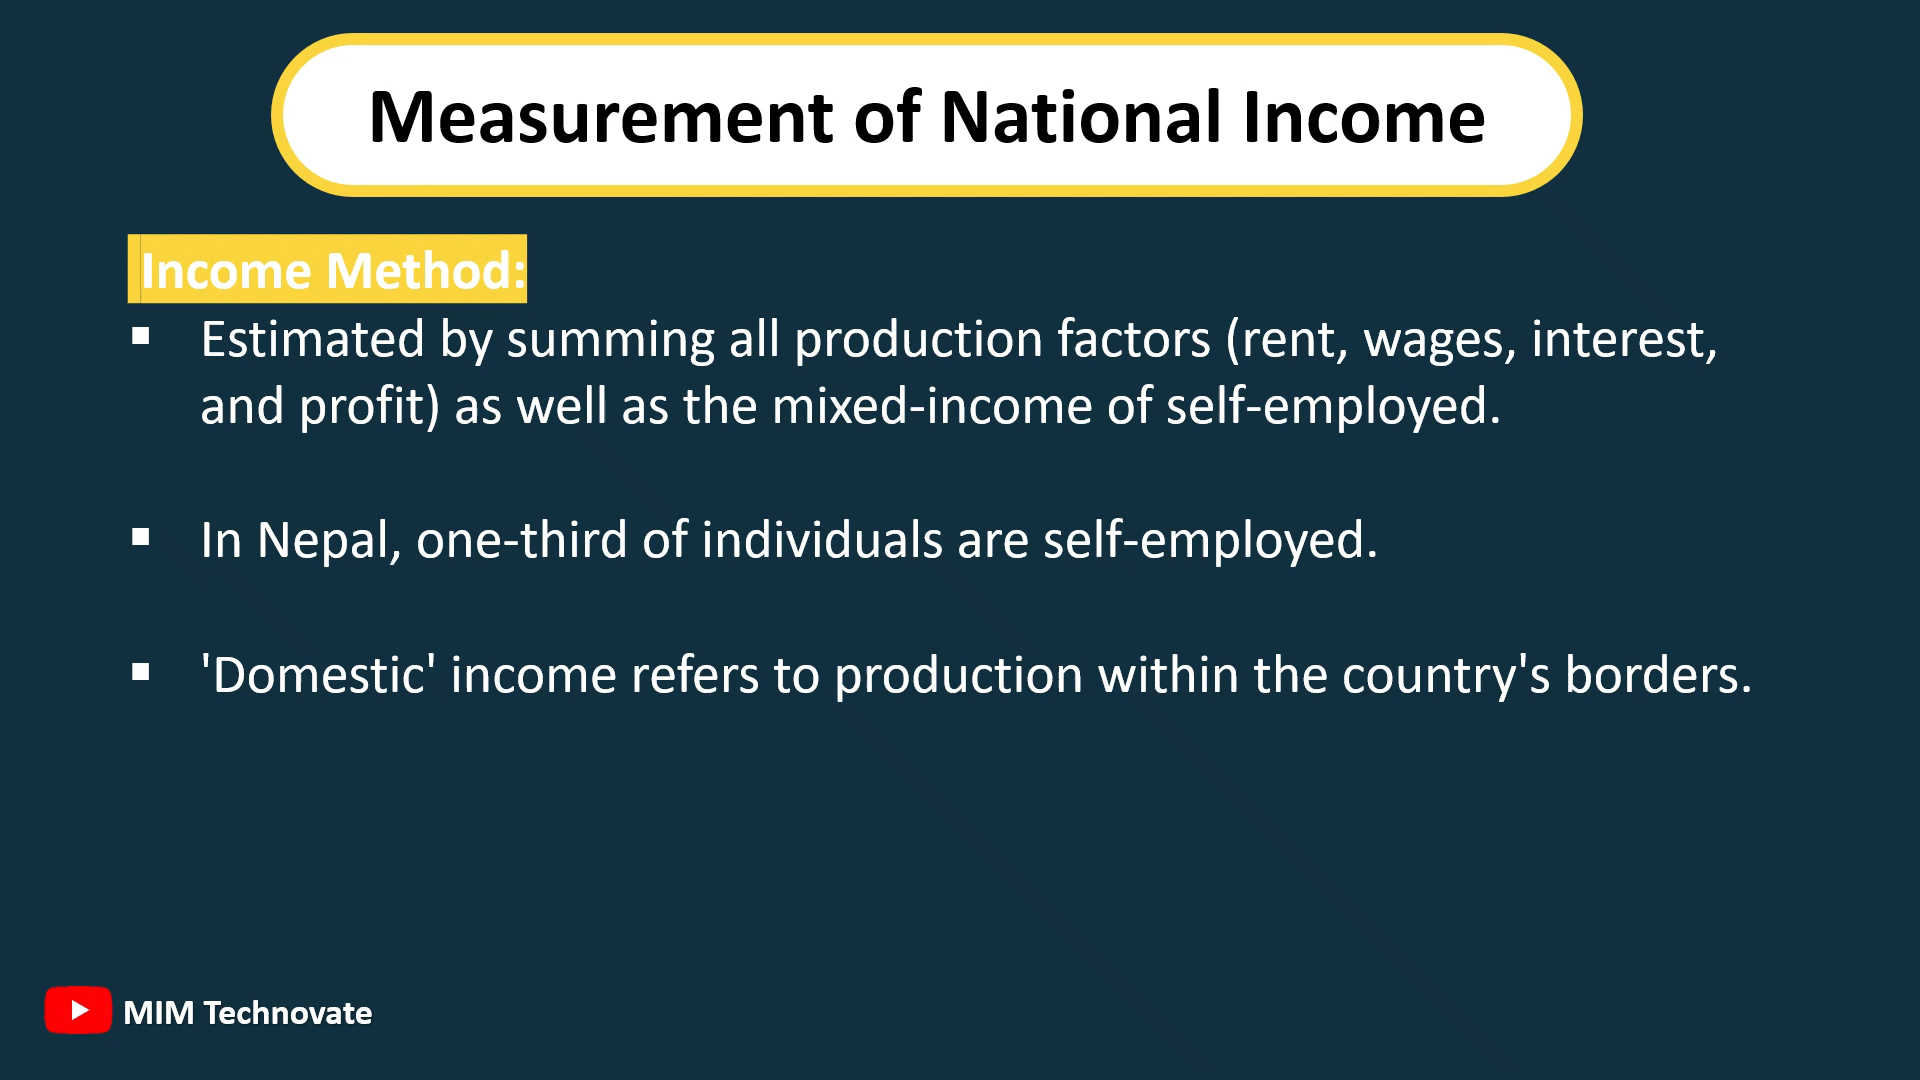 Measurement of National Income
Income Method:
▪ Estimated by summing all production factors (rent, wages, interest,
and profit) as well as the mixed-income of self-employed.
▪ In Nepal, one-third of individuals are self-employed.
▪ 'Domestic' income refers to production within the country's borders.
MIM Technovate